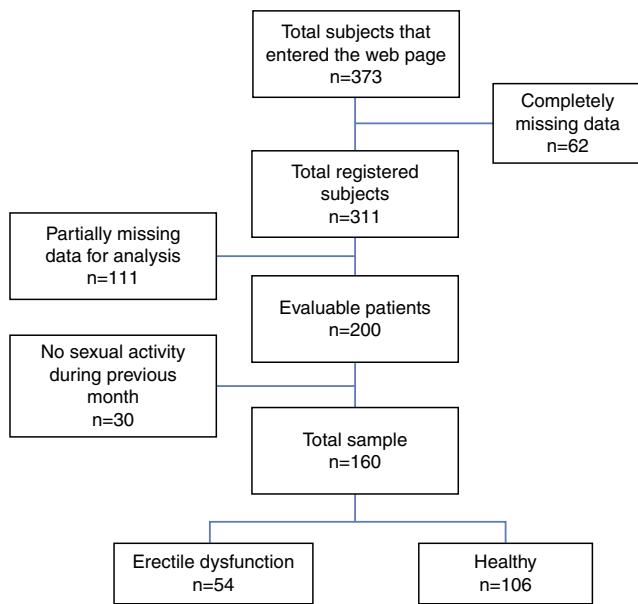 Total subjects that
entered the web page
n=373
Completely
missing data
n=62
Total registered
subjects
n=311
Partially missing
data for analysis
n=111
Evaluable patients
n=200
No sexual activity
during previous
month
n=30
Total sample
n=160
Erectile dysfunction
n=54
Healthy
n=106